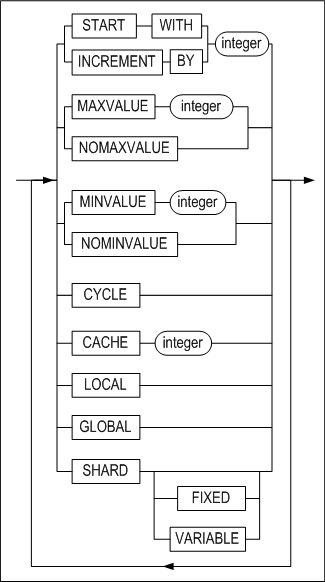 START WITH
INCREMENT BY integer
MAXVALUE integer
NOMAXVALUE
MINVALUE integer
NOMINVALUE
CYCLE
CACHE integer
LOCAL
GLOBAL
SHARD
FIXED
VARIABLE